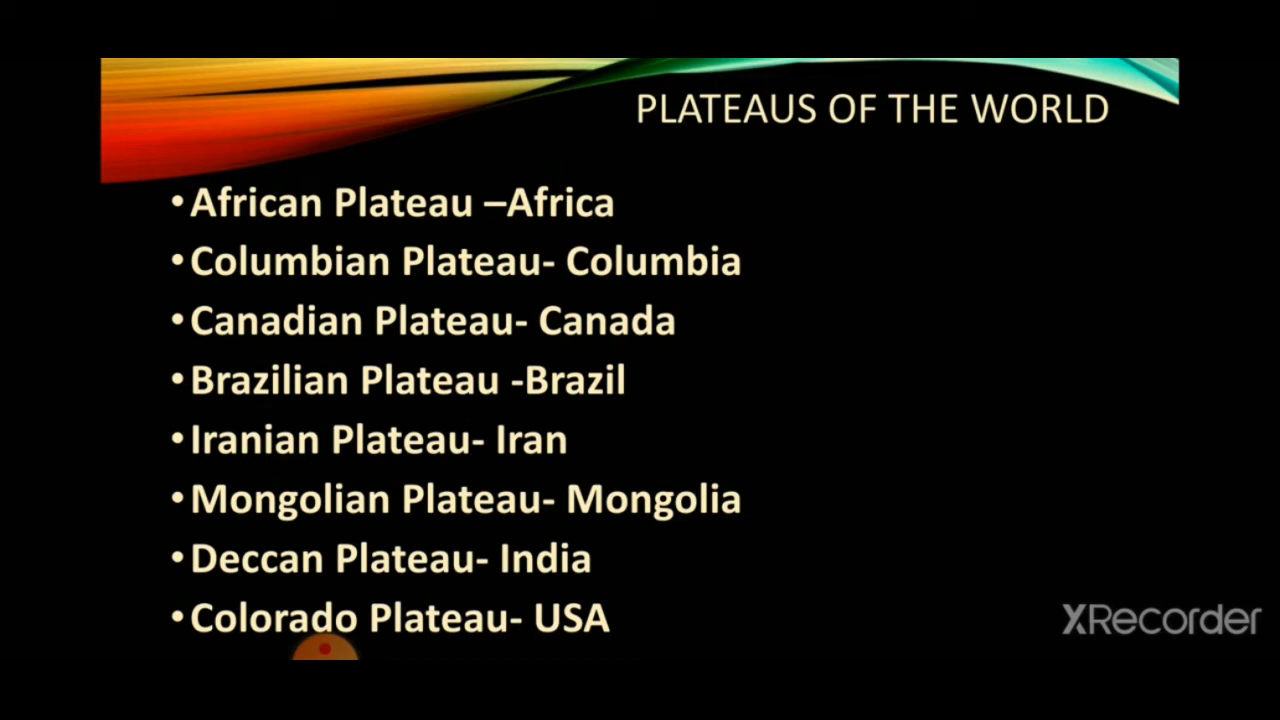 PLATEAUS OF THE WORLD
•African Plateau –Africa
•Columbian Plateau- Columbia
•Canadian Plateau- Canada
•Brazilian Plateau -Brazil
•Iranian Plateau- Iran
•Mongolian Plateau- Mongolia
•Deccan Plateau- India
•Colorado Plateau- USA
XRecorder